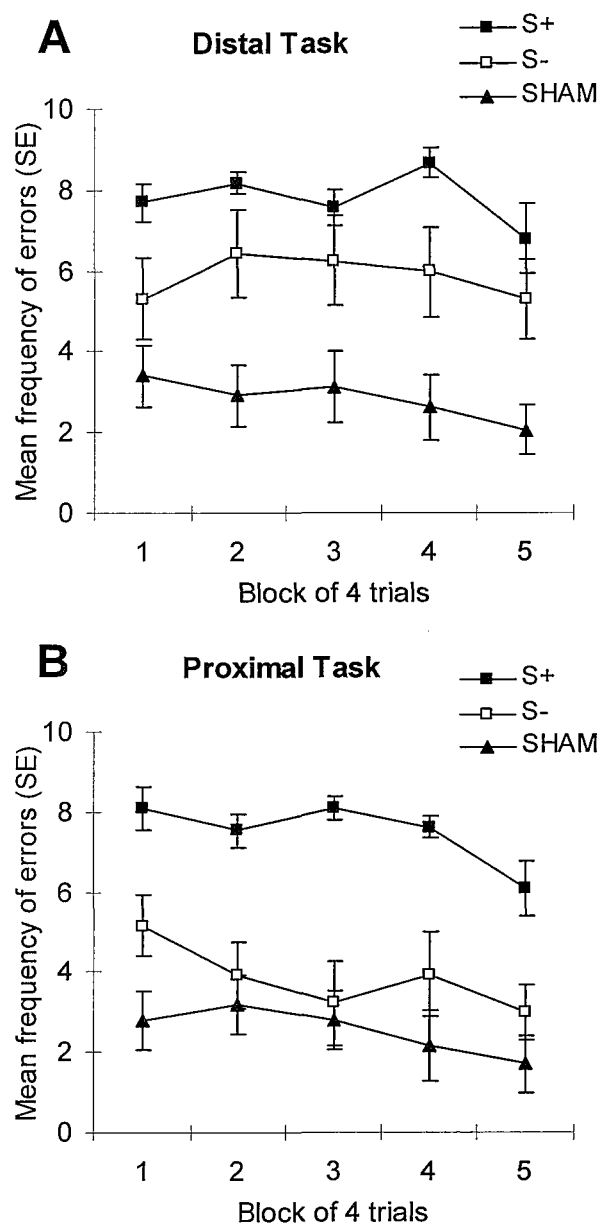 A
Distal Task
S+
S-
SHAM
Mean frequency of errors (SE)
10
8
6
4
2
0
1 2 3 4 5
Block of 4 trials
B
Proximal Task
S+
S-
SHAM
Mean frequency of errors (SE)
10
8
6
4
2
0
1 2 3 4 5
Block of 4 trials